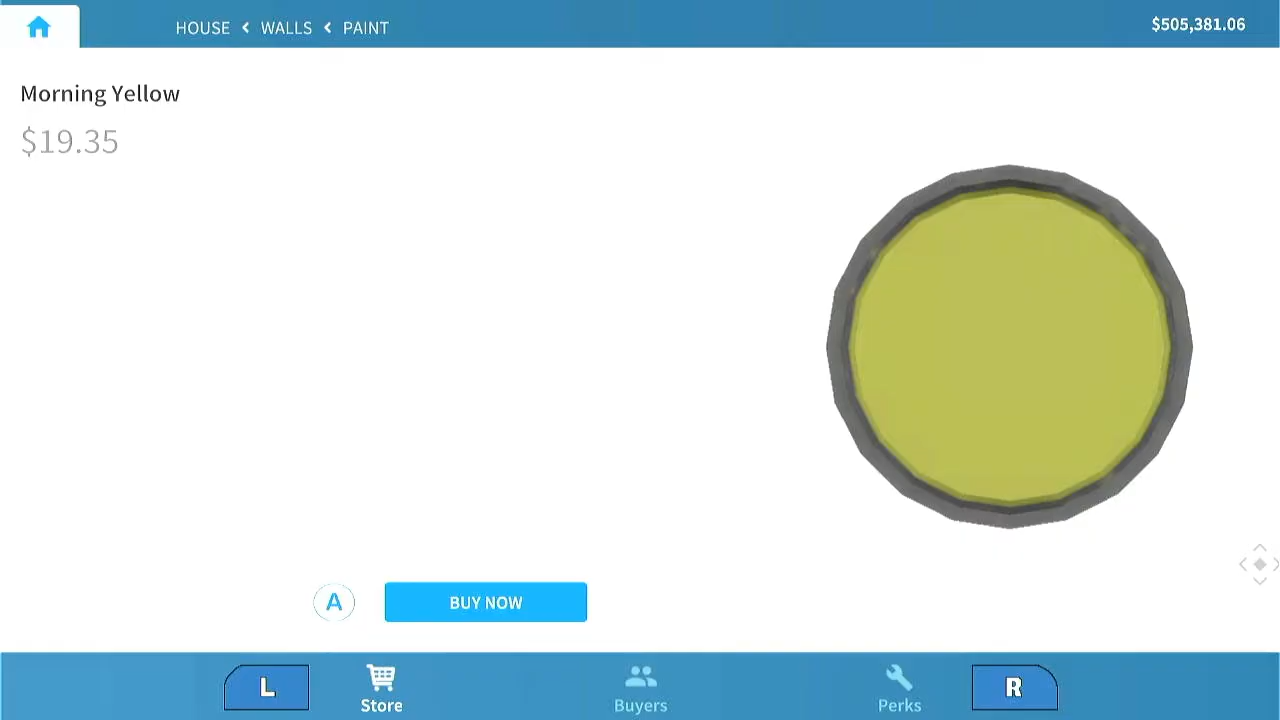 HOUSE < WALLS < PAINT
$505,381.06
Morning Yellow
$19.35
A BUY NOW
L Store Buyers Perks R